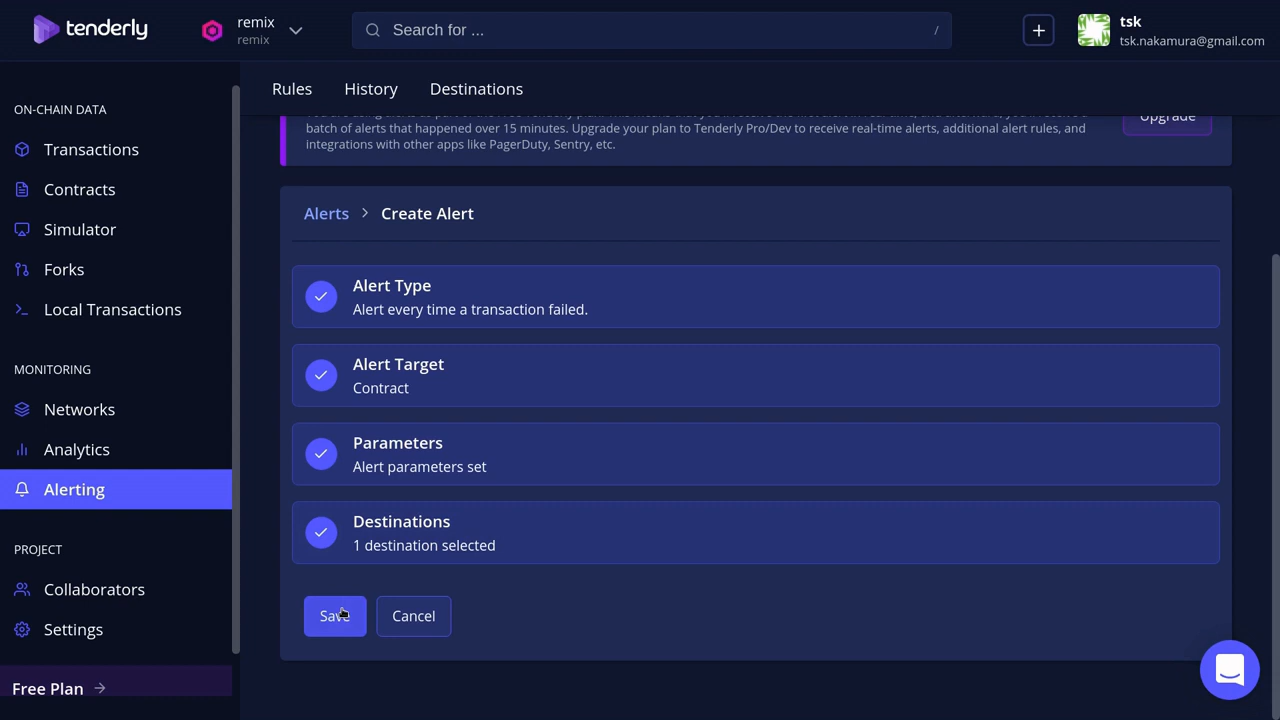 tenderly
remix
remix
Search for ...
/
tsk
tsk.nakamura@gmail.com
ON-CHAIN DATA
Transactions
Contracts
Simulator
Forks
Local Transactions
MONITORING
Networks
Analytics
Alerting
PROJECT
Collaborators
Settings
Free Plan
Rules
History
Destinations
batch of alerts that happened over 15 minutes. Upgrade your plan to Tenderly Pro/Dev to receive real-time alerts, additional alert rules, and
integrations with other apps like PagerDuty, Sentry, etc.
Upgrade
Alerts > Create Alert
Alert Type
Alert every time a transaction failed.
Alert Target
Contract
Parameters
Alert parameters set
Destinations
1 destination selected
Save
Cancel